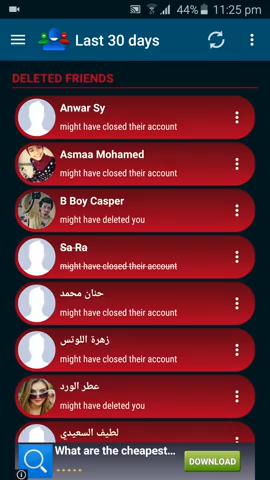 44% 11:25 pm
Last 30 days
DELETED FRIENDS
Anwar Sy
might have closed their account
Asmaa Mohamed
might have closed their account
B Boy Casper
might have deleted you
Sa Ra
might have closed their account
حنان محمد
might have closed their account
زهرة اللوتس
might have closed their account
عطر الورد
might have deleted you
لطيف السعيدي
What are the cheapest...
DOWNLOAD